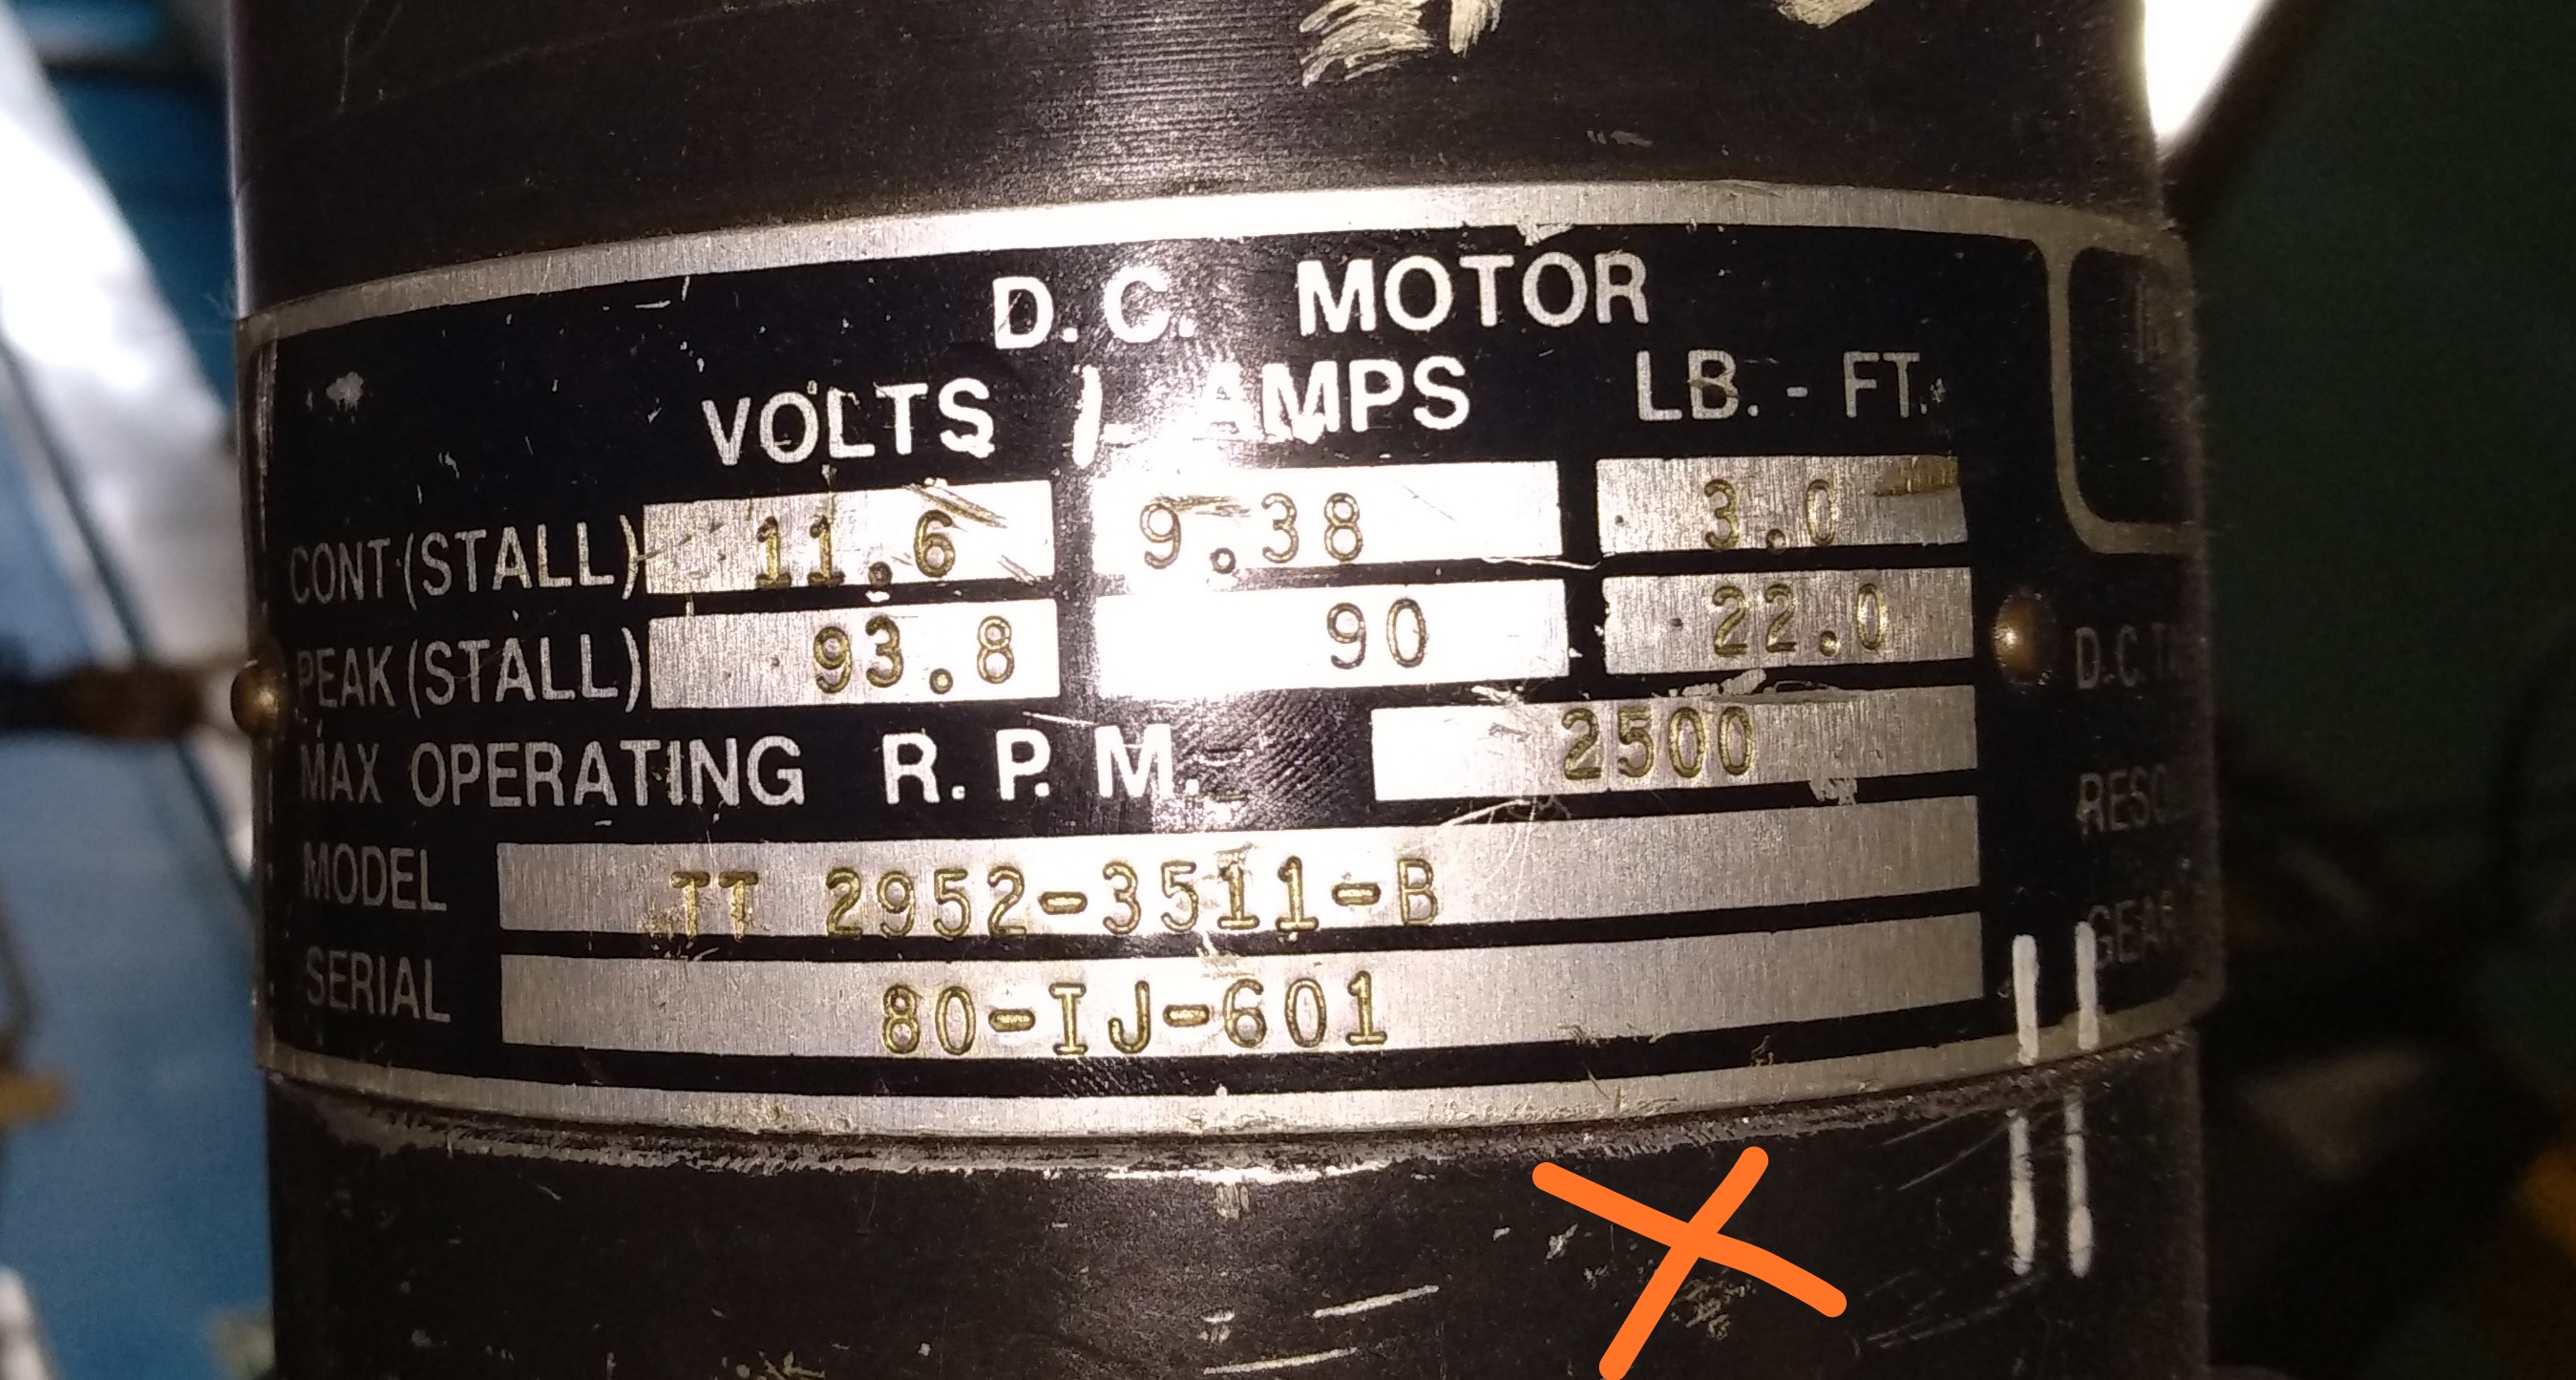 D.C. MOTOR
VOLTS AMPS LB.-FT.
CONT(STALL) 11.6 9.38 3.0
PEAK(STALL) 93.8 90 22.0
MAX OPERATING R.P.M. 2500
MODEL TT 2952-3511-B
SERIAL 80-IJ-601
D.C.